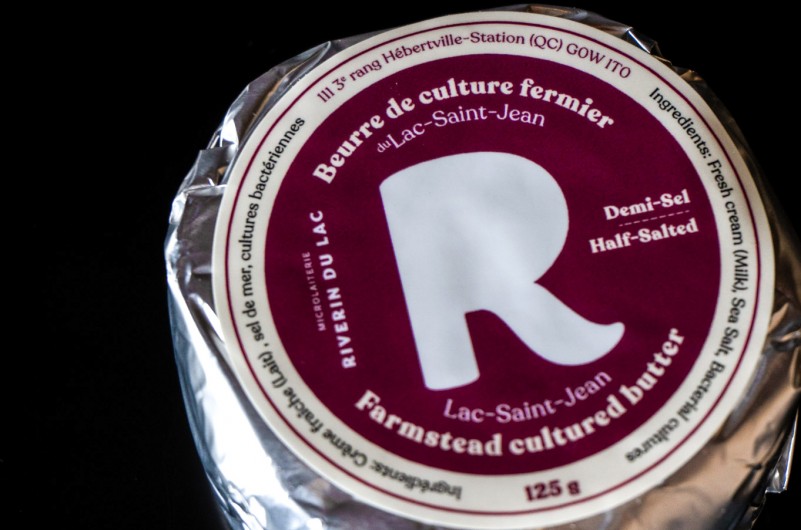 111 3e rang Hébertville-Station (QC) G0W 1T0
Beurre de culture fermier
du Lac-Saint-Jean
R
Demi-Sel
Half-Salted
MICROLAITERIE
RIVERIN DU LAC
Lac-Saint-Jean
Farmstead cultured butter
125 g
Ingredients: Fresh cream (Milk), Sea Salt, Bacterial cultures
Ingrédients: Crème fraîche (Lait), sel de mer, cultures bactériennes